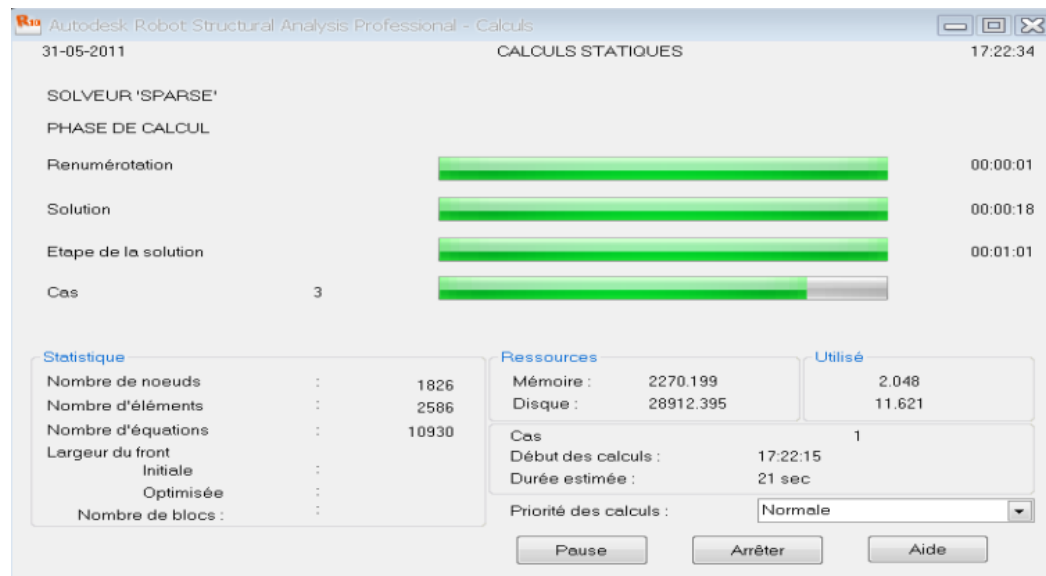 R10 Autodesk Robot Structural Analysis Professional - Calculs
31-05-2011 CALCULS STATIQUES 17:22:34
SOLVEUR 'SPARSE'
PHASE DE CALCUL
Renumérotation 00:00:01
Solution 00:00:18
Etape de la solution 00:01:01
Cas 3
Statistique
Nombre de noeuds : 1826
Nombre d'éléments : 2586
Nombre d'équations : 10930
Largeur du front
Initiale :
Optimisée :
Nombre de blocs : :
Ressources Utilisé
Mémoire : 2270.199 2.048
Disque : 28912.395 11.621
Cas 1
Début des calculs : 17:22:15
Durée estimée : 21 sec
Priorité des calculs : Normale
Pause Arrêter Aide